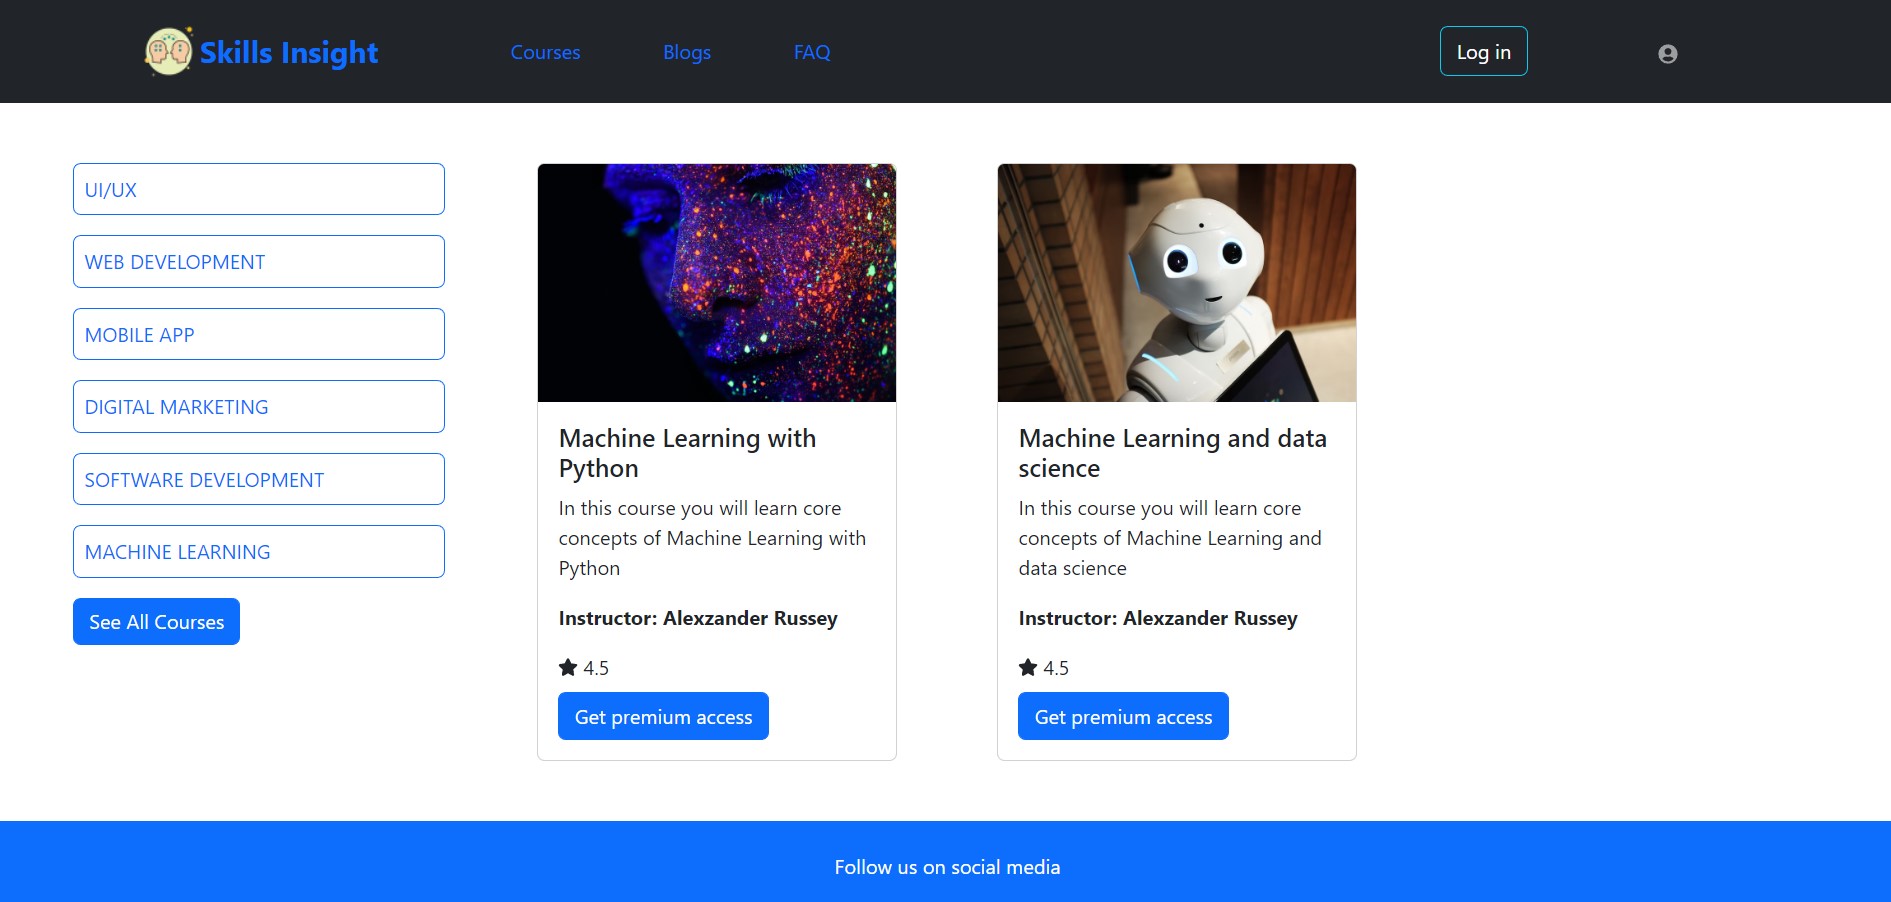 Skills Insight
Courses
Blogs
FAQ
Log in
UI/UX
WEB DEVELOPMENT
MOBILE APP
DIGITAL MARKETING
SOFTWARE DEVELOPMENT
MACHINE LEARNING
See All Courses
Machine Learning with
Python
In this course you will learn core
concepts of Machine Learning with
Python
Instructor: Alexzander Russey
4.5
Get premium access
Machine Learning and data
science
In this course you will learn core
concepts of Machine Learning and
data science
Instructor: Alexzander Russey
4.5
Get premium access
Follow us on social media